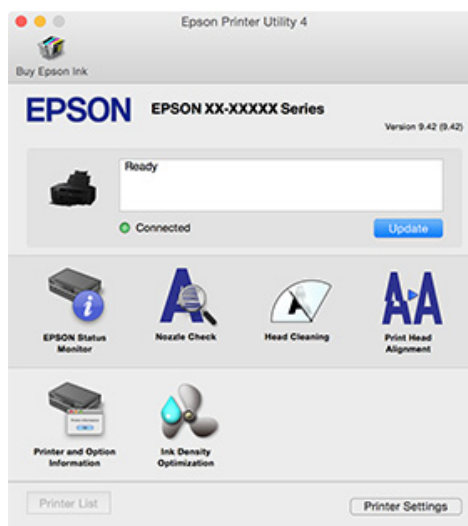 Epson Printer Utility 4
Buy Epson Ink
EPSON
EPSON XX-XXXXX Series
Version 9.42 (9.42)
Ready
Connected
Update
EPSON Status
Monitor
Nozzle Check
Head Cleaning
Print Head
Alignment
Printer and Option
Information
Ink Density
Optimization
Printer List
Printer Settings